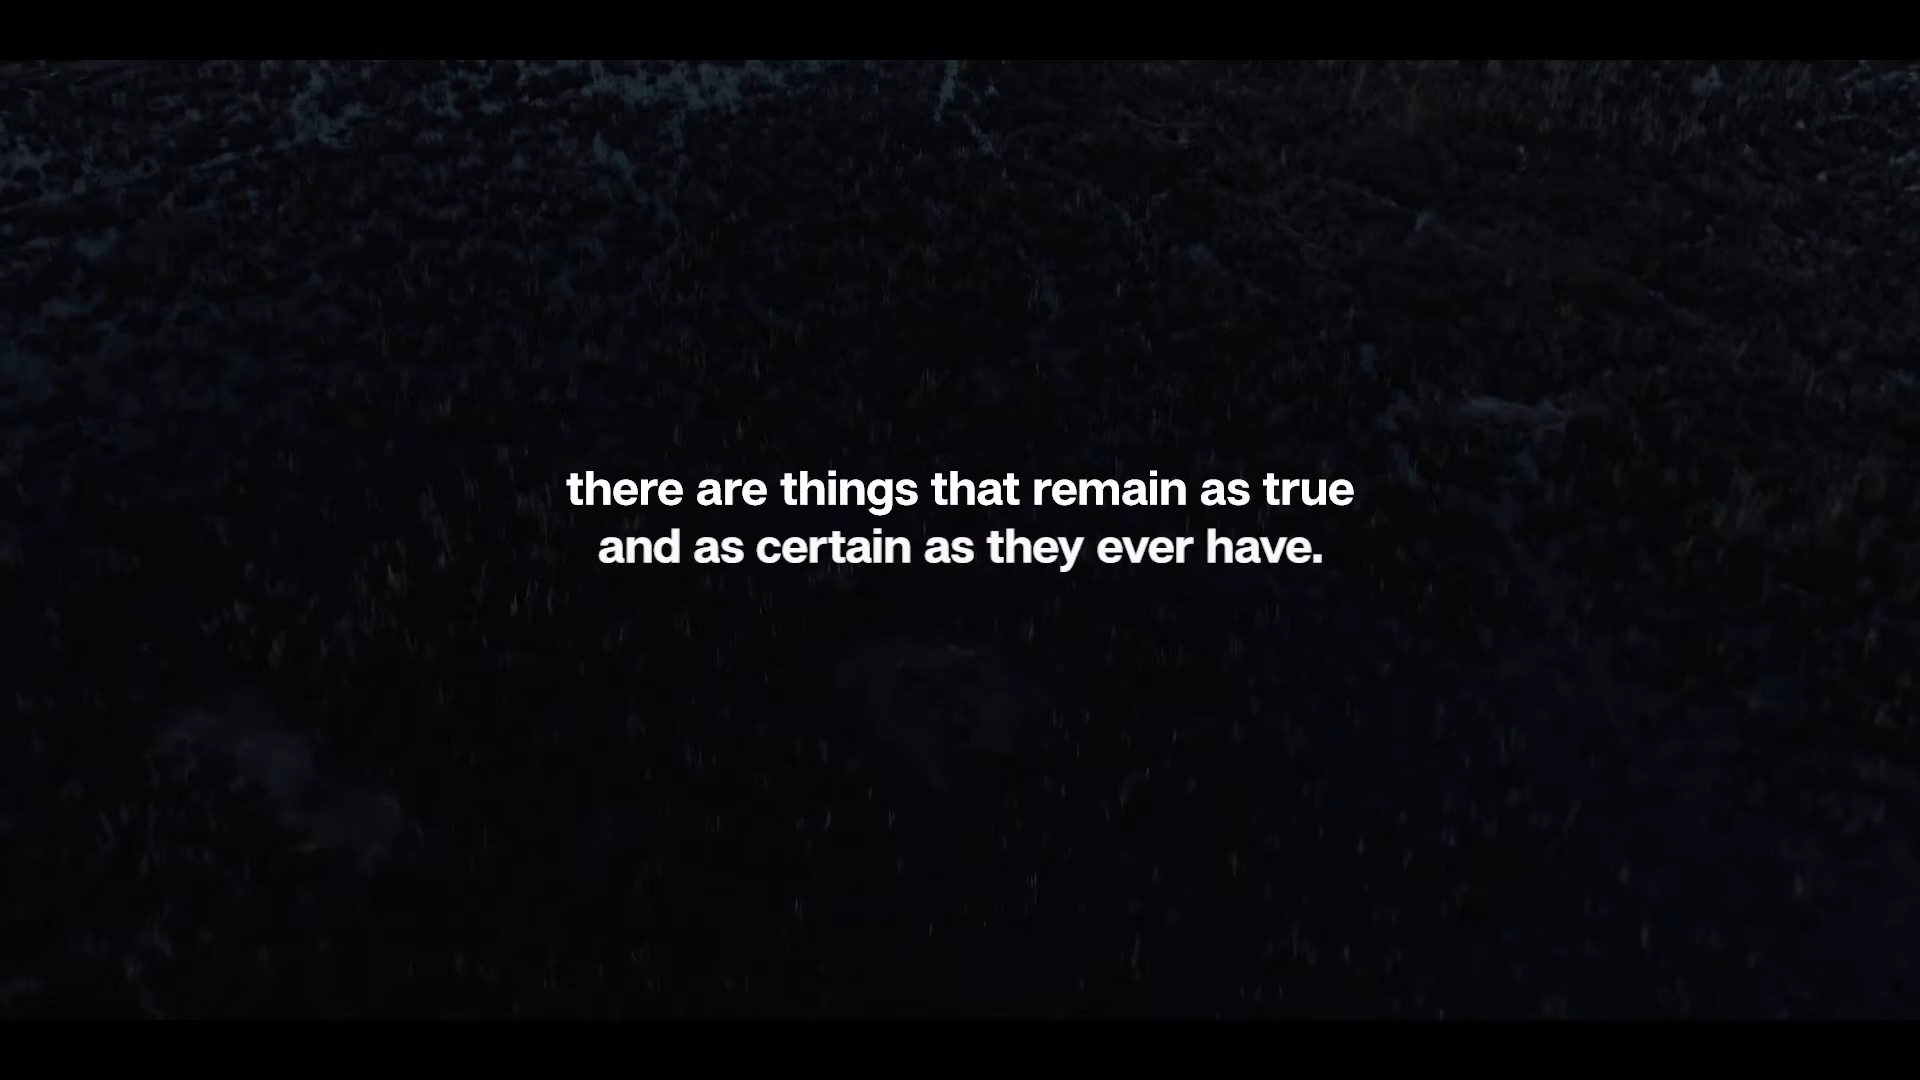 there are things that remain as true
and as certain as they ever have.